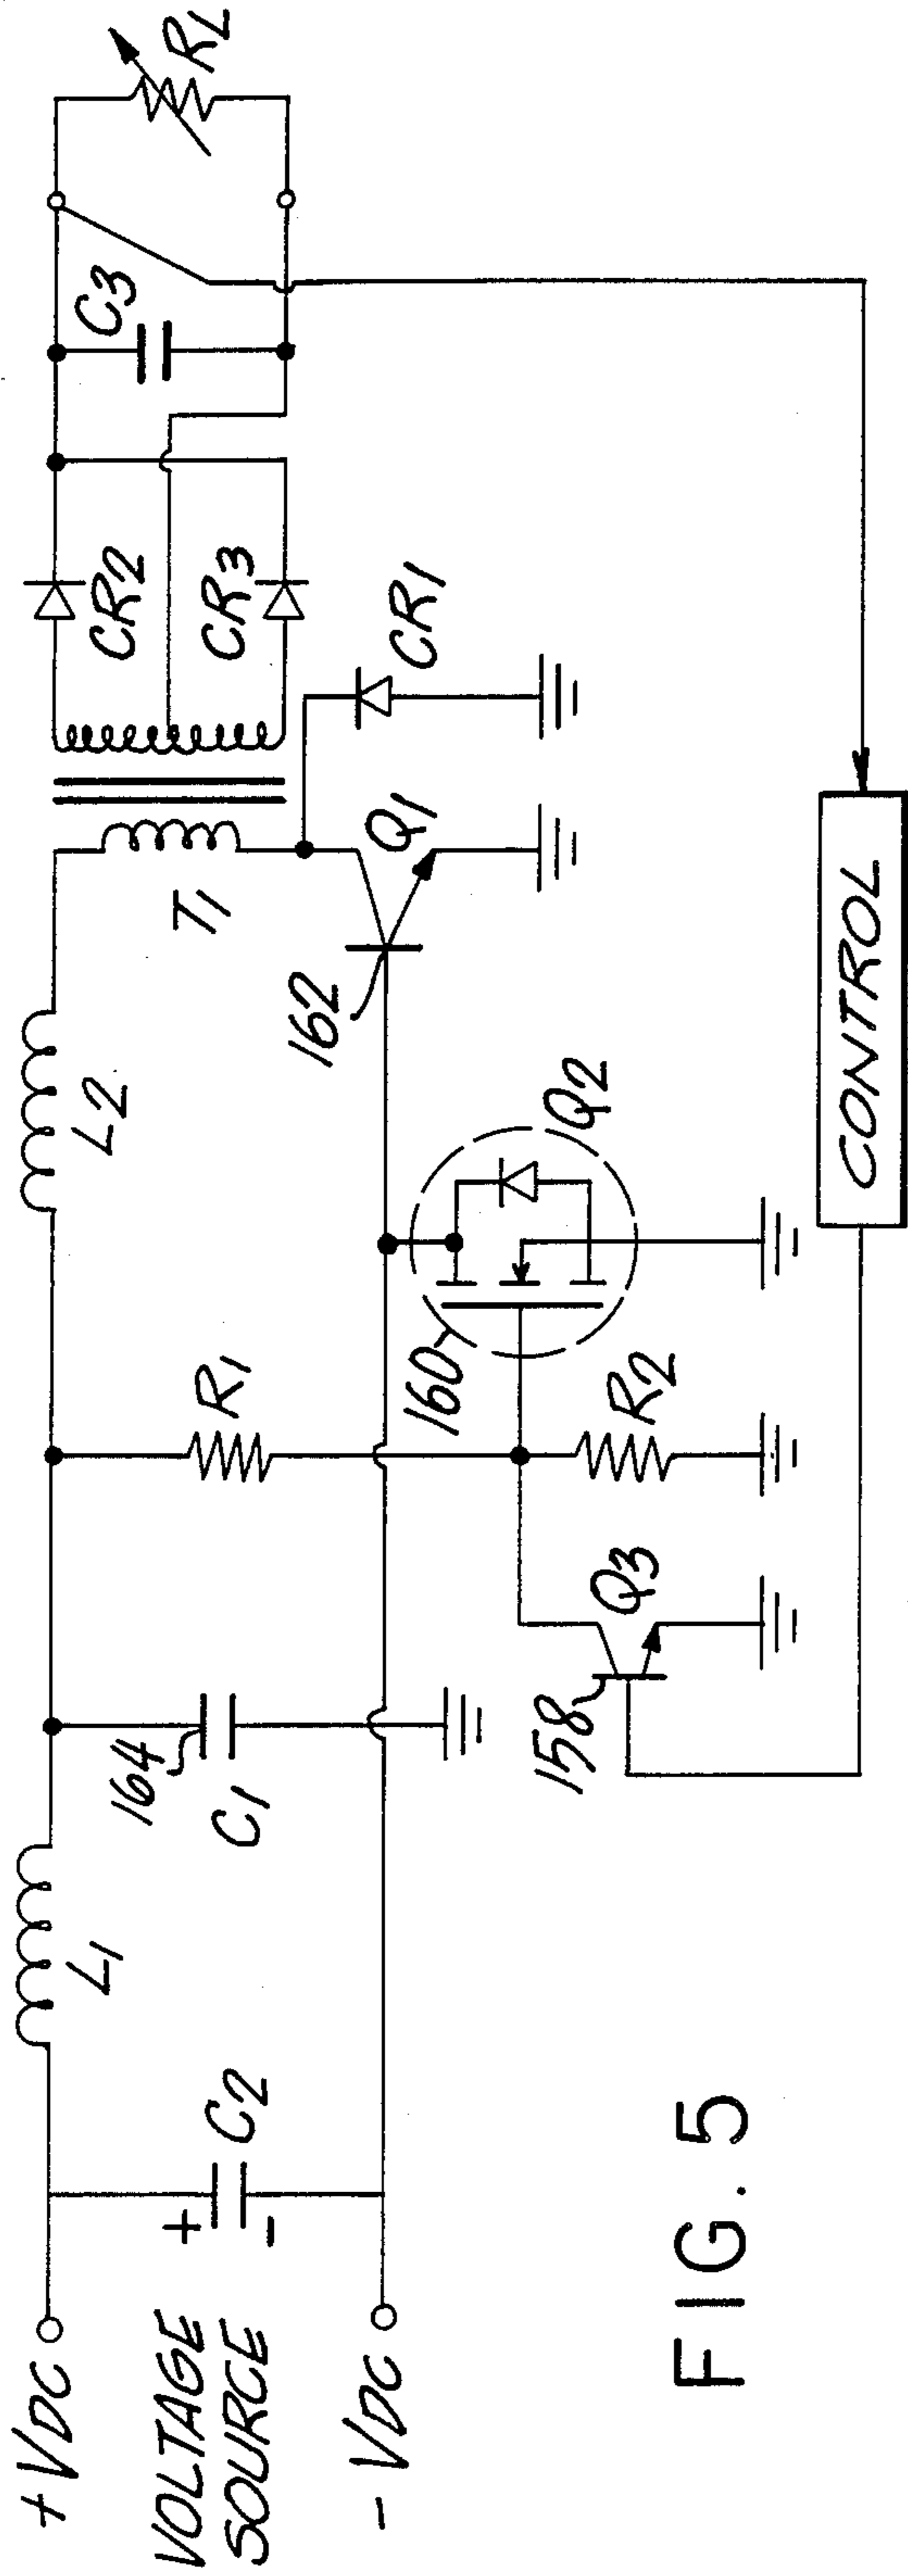 +VDC
VOLTAGE
SOURCE
-VDC
+
-
C2
L1
164
C1
R1
L2
T1
CR2
CR3
C3
RL
CR1
Q1
162
Q2
160
R2
Q3
158
CONTROL
FIG. 5